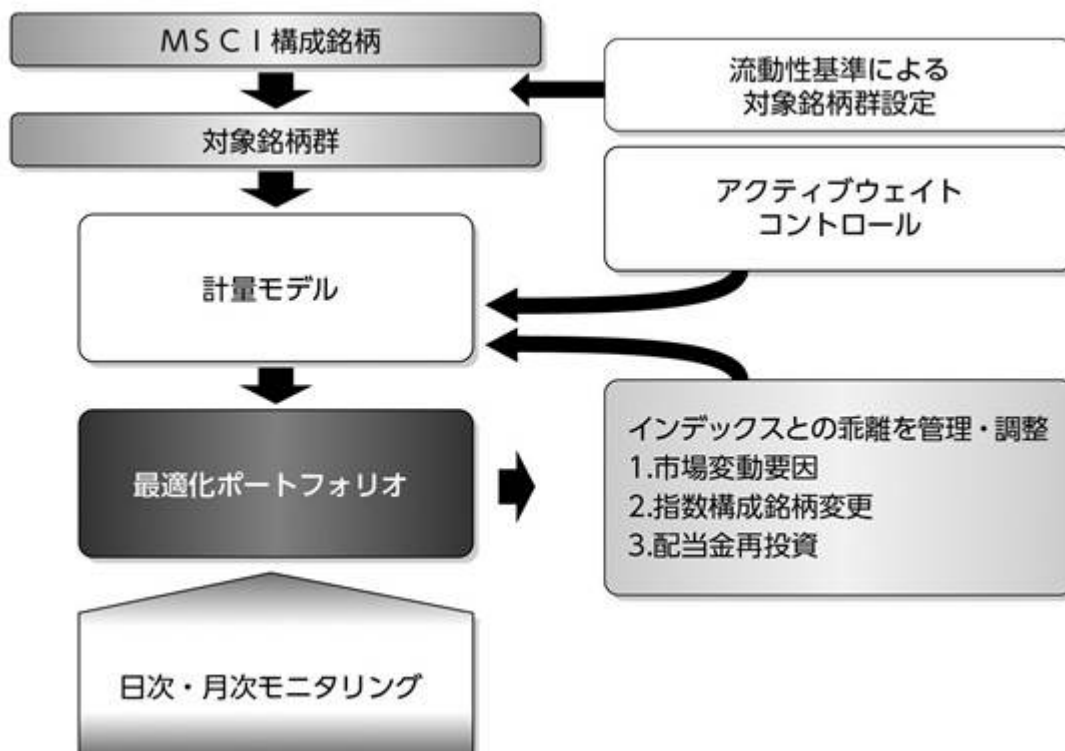 ＭＳＣＩ構成銘柄
流動性基準による
対象銘柄群設定
対象銘柄群
アクティブウェイト
コントロール
計量モデル
最適化ポートフォリオ
インデックスとの乖離を管理・調整
1.市場変動要因
2.指数構成銘柄変更
3.配当金再投資
日次・月次モニタリング